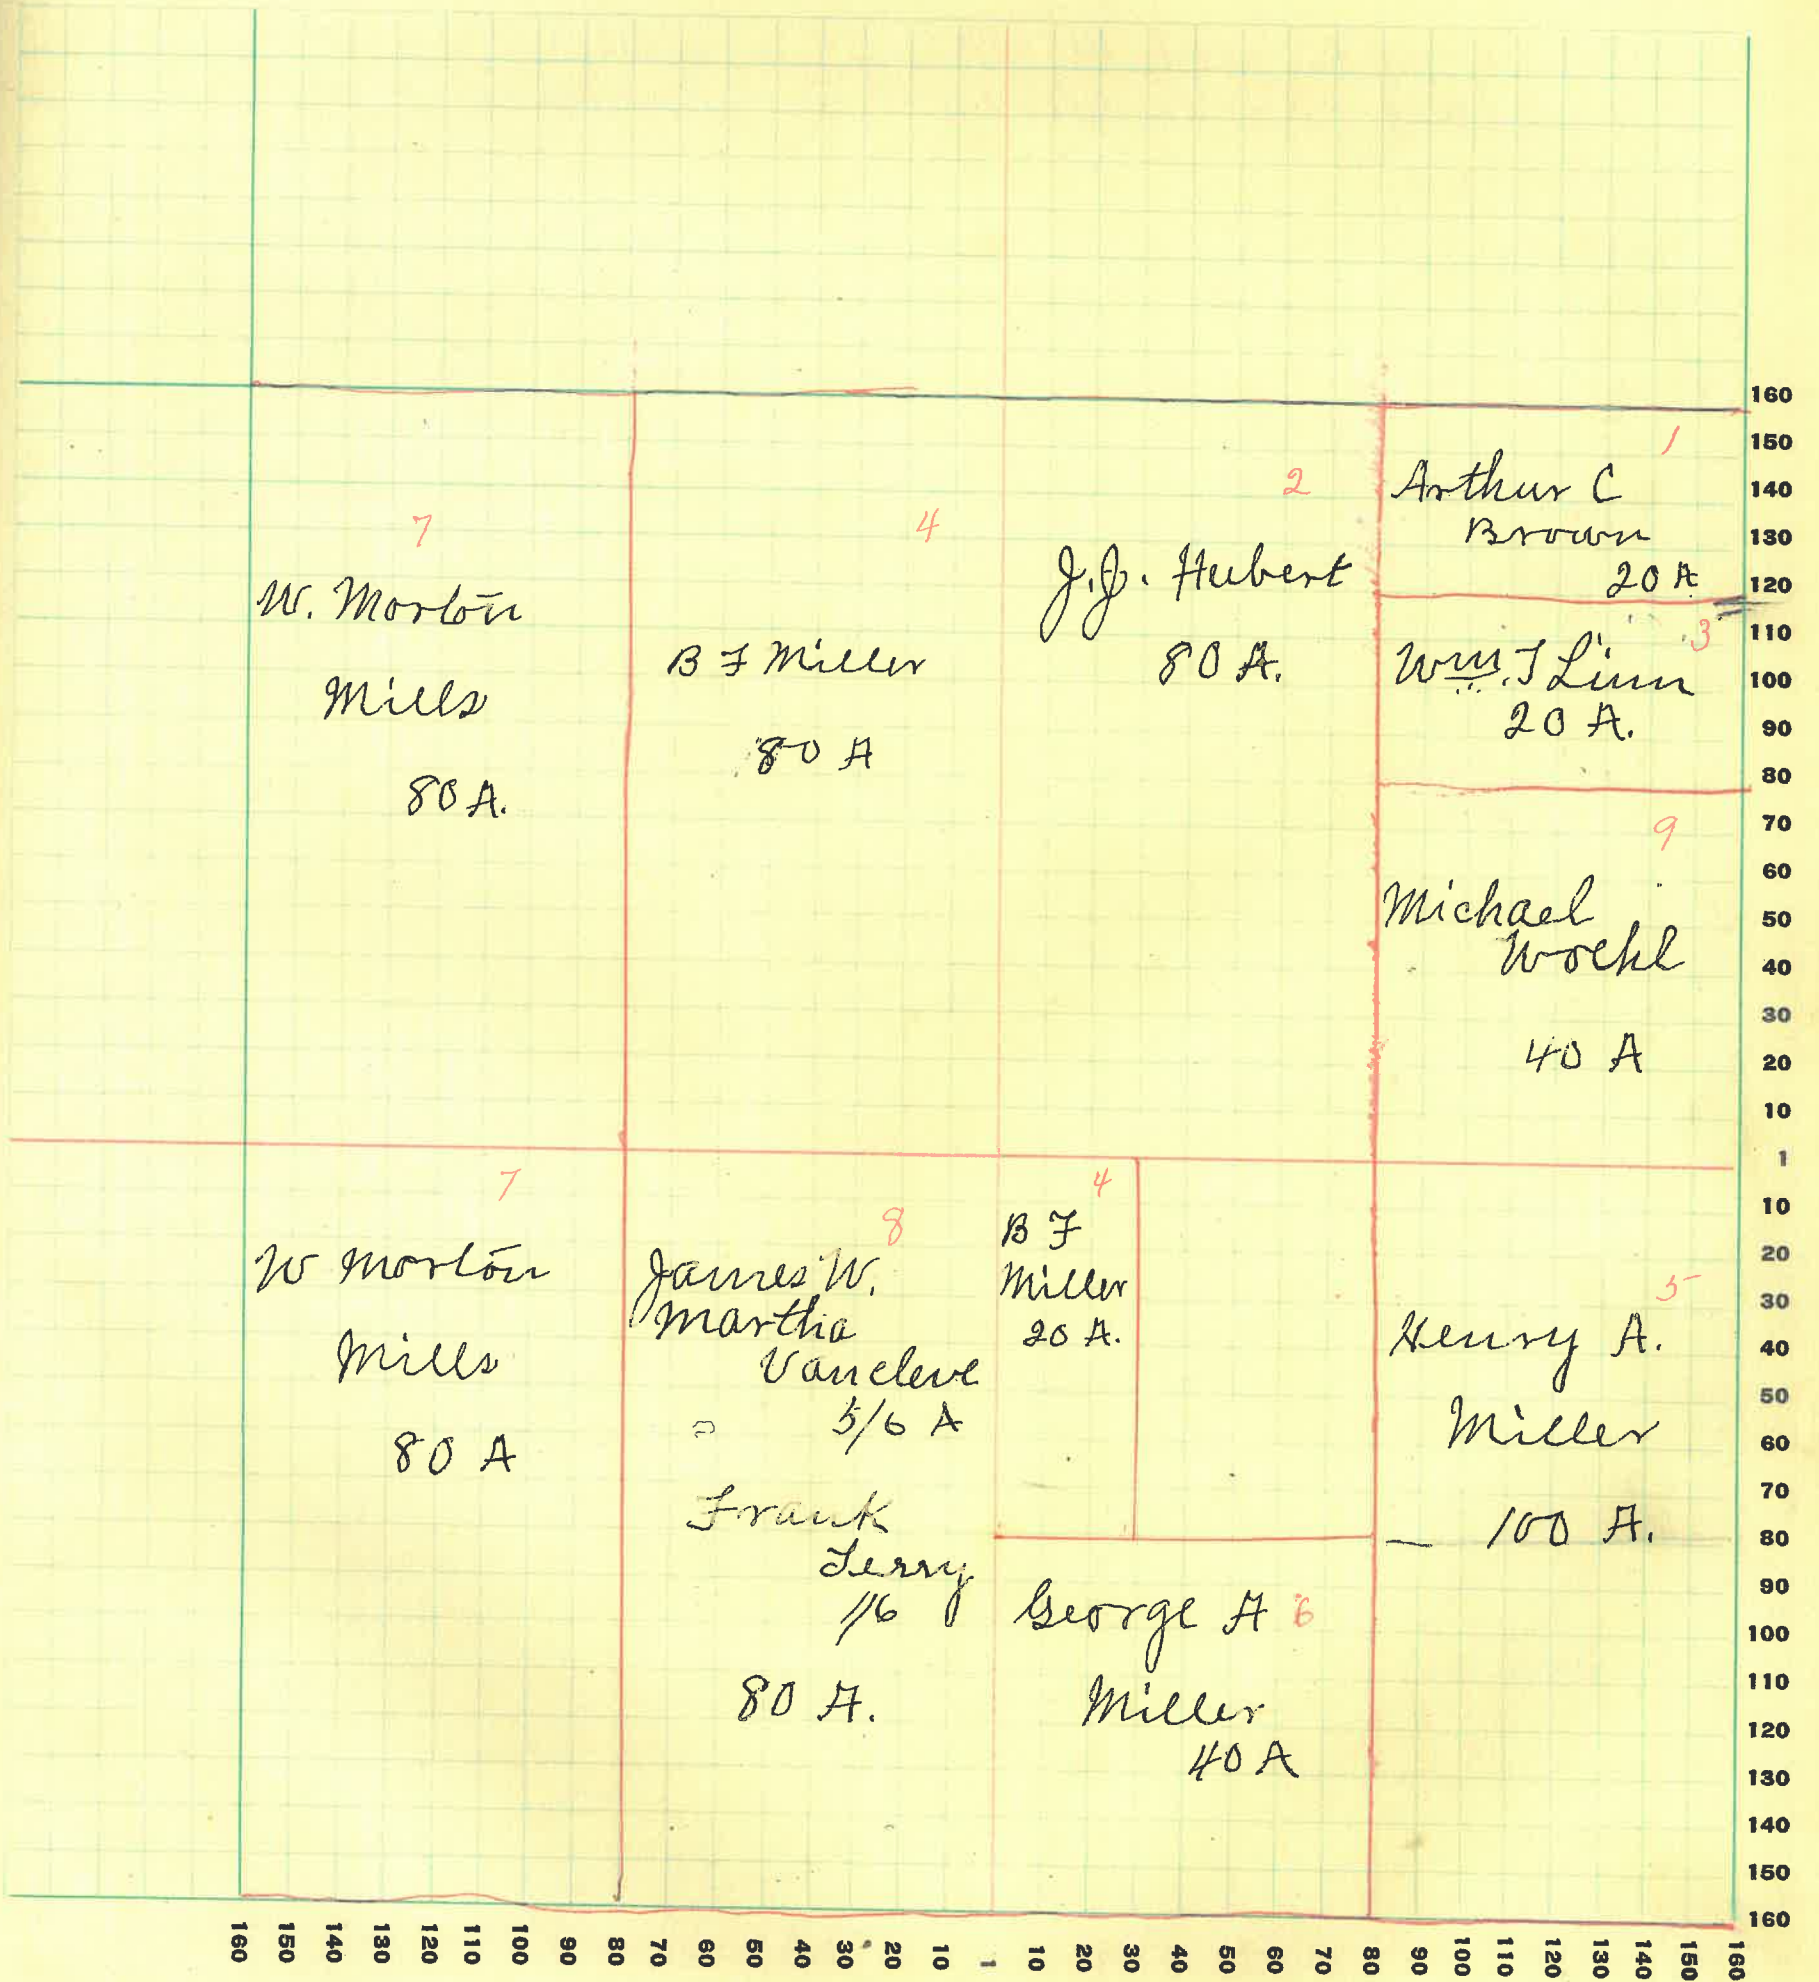 7
W. Morton
Mills
80 A.
4
B F Miller
80 A
2
J.J. Hubert
80 A.
1
Arthur C
Brown
20 A.
3
Wm. T Linn
20 A.
9
Michael
Woehl
40 A
7
W Morton
Mills
80 A
8
James W.
Martha
Vancleve
5/6 A
Frank
Terry
1/6
80 A.
4
B F
Miller
20 A.
5
Henry A.
Miller
— 100 A.
George A 6
Miller
40 A
160
150
140
130
120
110
100
90
80
70
60
50
40
30
20
10
1
10
20
30
40
50
60
70
80
90
100
110
120
130
140
150
160
160 150 140 130 120 110 100 90 80 70 60 50 40 30 20 10 1 10 20 30 40 50 60 70 80 90 100 110 120 130 140 150 160